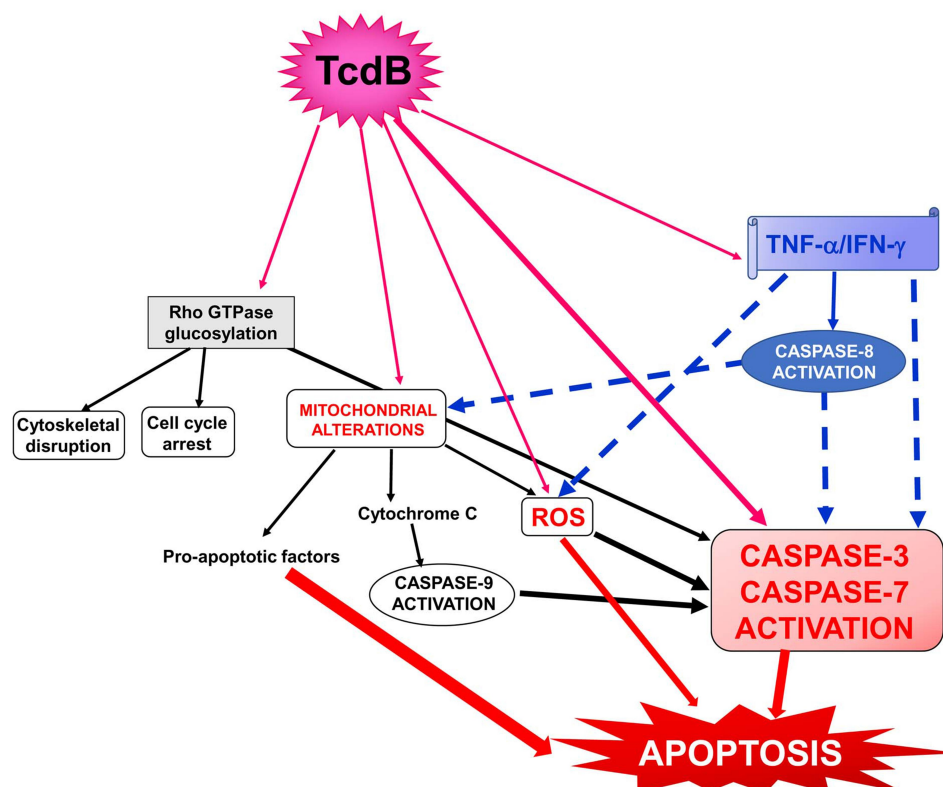 TcdB
TNF-α/IFN-γ
Rho GTPase
glucosylation
CASPASE-8
ACTIVATION
Cytoskeletal
disruption
Cell cycle
arrest
MITOCHONDRIAL
ALTERATIONS
Cytochrome C
ROS
Pro-apoptotic factors
CASPASE-9
ACTIVATION
CASPASE-3
CASPASE-7
ACTIVATION
APOPTOSIS